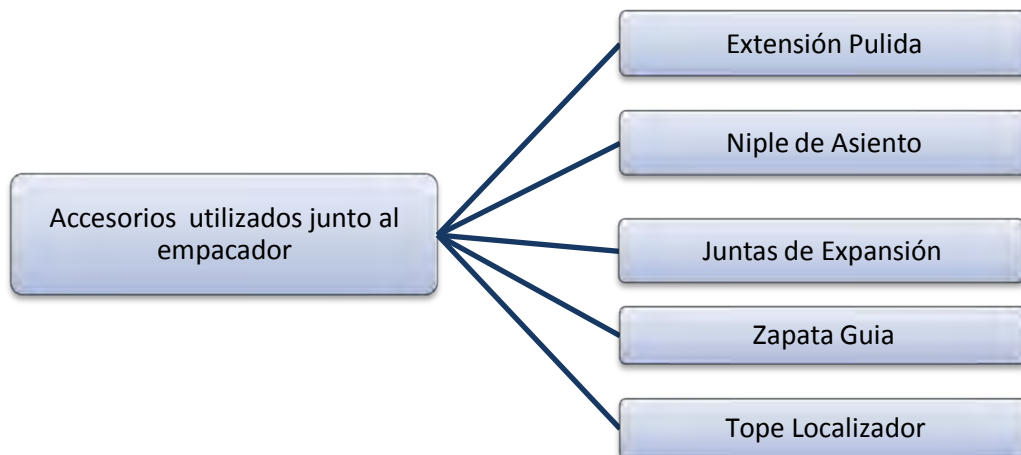 Extensión Pulida
Niple de Asiento
Accesorios utilizados junto al
empacador
Juntas de Expansión
Zapata Guia
Tope Localizador